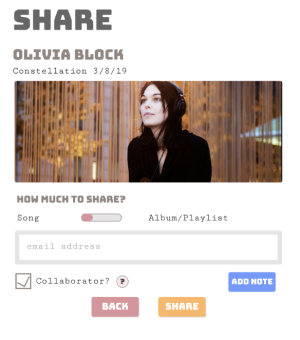 SHARE
OLIVIA BLOCK
Constellation 3/8/19
HOW MUCH TO SHARE?
Song Album/Playlist
email address
Collaborator? ? ADD NOTE
BACK SHARE